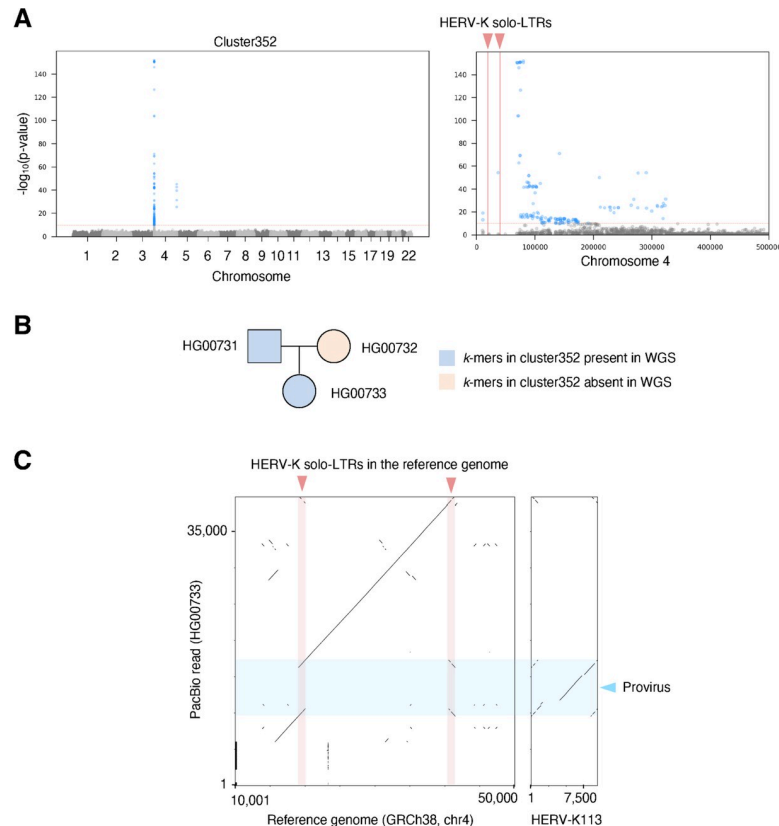 A
Cluster352
-log10(p-value)
140
120
100
80
60
40
20
0
1 2 3 4 5 6 7 8 9 10 11 13 15 17 19 22
Chromosome
HERV-K solo-LTRs
140
120
100
80
60
40
20
0
0 100000 200000 300000 400000 500000
Chromosome 4
B
HG00731
HG00732
HG00733
k-mers in cluster352 present in WGS
k-mers in cluster352 absent in WGS
C
HERV-K solo-LTRs in the reference genome
35,000
PacBio read (HG00733)
1
Provirus
10,001 50,000
1 7,500
Reference genome (GRCh38, chr4)
HERV-K113